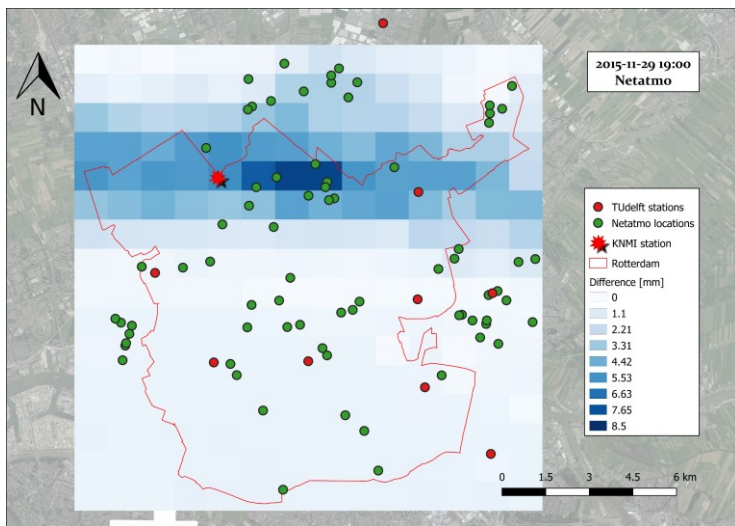 2015-11-29 19:00
Netatmo
N
TUdelft stations
Netatmo locations
KNMI station
Rotterdam
Difference [mm]
0
1.1
2.21
3.31
4.42
5.53
6.63
7.65
8.5
0 1.5 3 4.5 6 km